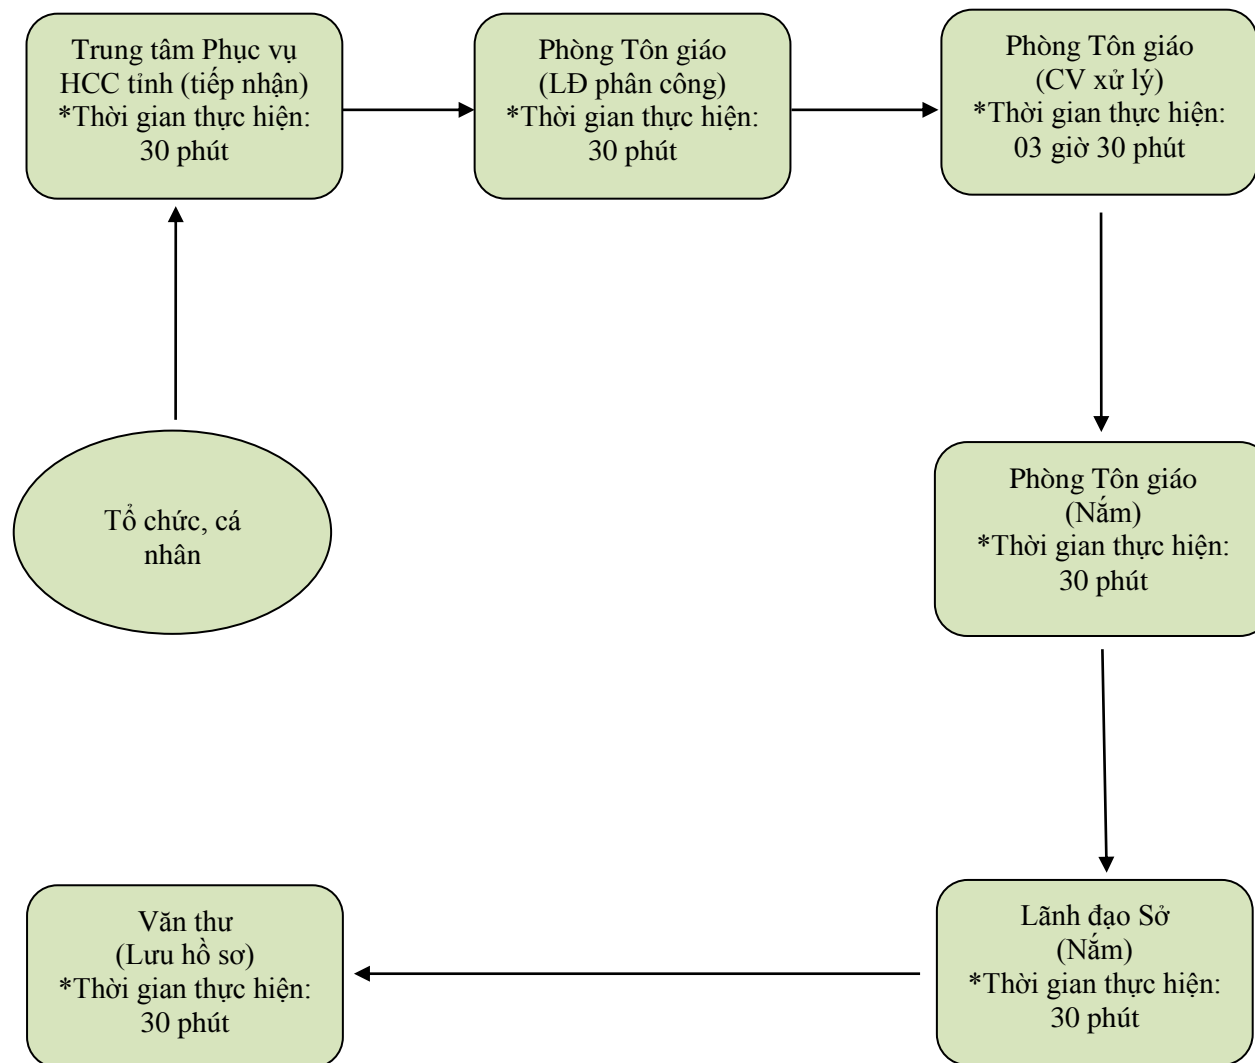 Trung tâm Phục vụ
HCC tỉnh (tiếp nhận)
*Thời gian thực hiện:
30 phút
Phòng Tôn giáo
(LĐ phân công)
*Thời gian thực hiện:
30 phút
Phòng Tôn giáo
(CV xử lý)
*Thời gian thực hiện:
03 giờ 30 phút
Tổ chức, cá
nhân
Phòng Tôn giáo
(Nắm)
*Thời gian thực hiện:
30 phút
Văn thư
(Lưu hồ sơ)
*Thời gian thực hiện:
30 phút
Lãnh đạo Sở
(Nắm)
*Thời gian thực hiện:
30 phút